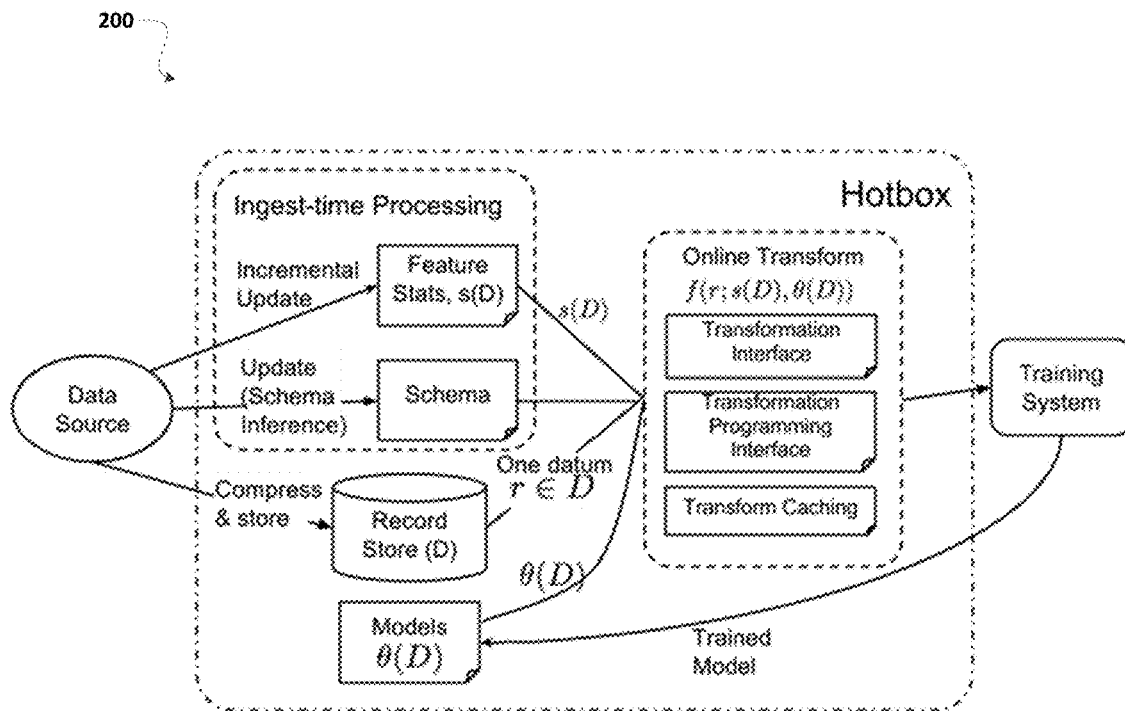 200
Hotbox
Ingest-time Processing
Incremental
Update
Feature
Stats, s(D)
s(D)
Update
(Schema
Inference)
Schema
Data
Source
Compress
& store
Record
Store (D)
One datum
r ∈ D
θ(D)
Models
θ(D)
Online Transform
f(r; s(D), θ(D))
Transformation
Interface
Transformation
Programming
Interface
Transform Caching
Training
System
Trained
Model